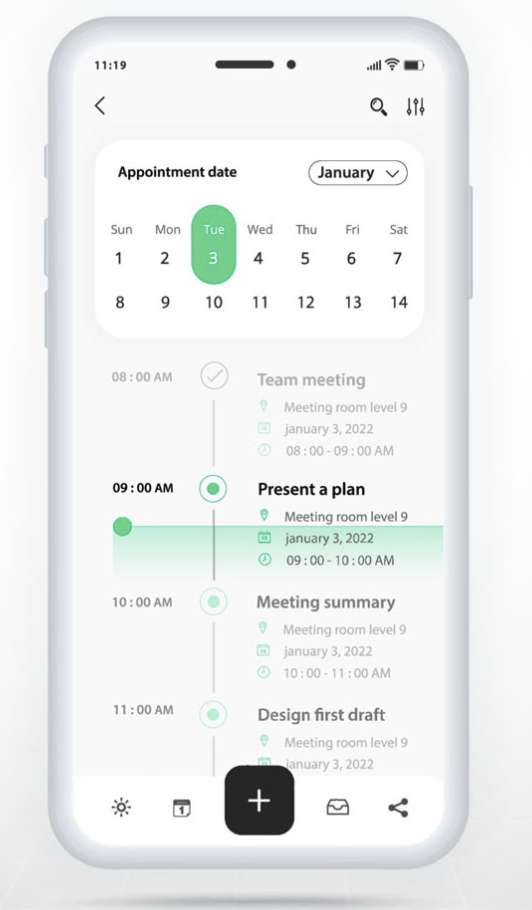 11:19
Appointment date
January
Sun Mon Tue Wed Thu Fri Sat
1 2 3 4 5 6 7
8 9 10 11 12 13 14
08 : 00 AM Team meeting
Meeting room level 9
january 3, 2022
08 : 00 - 09 : 00 AM
09 : 00 AM Present a plan
Meeting room level 9
january 3, 2022
09 : 00 - 10 : 00 AM
10 : 00 AM Meeting summary
Meeting room level 9
january 3, 2022
10 : 00 - 11 : 00 AM
11 : 00 AM Design first draft
Meeting room level 9
january 3, 2022
1